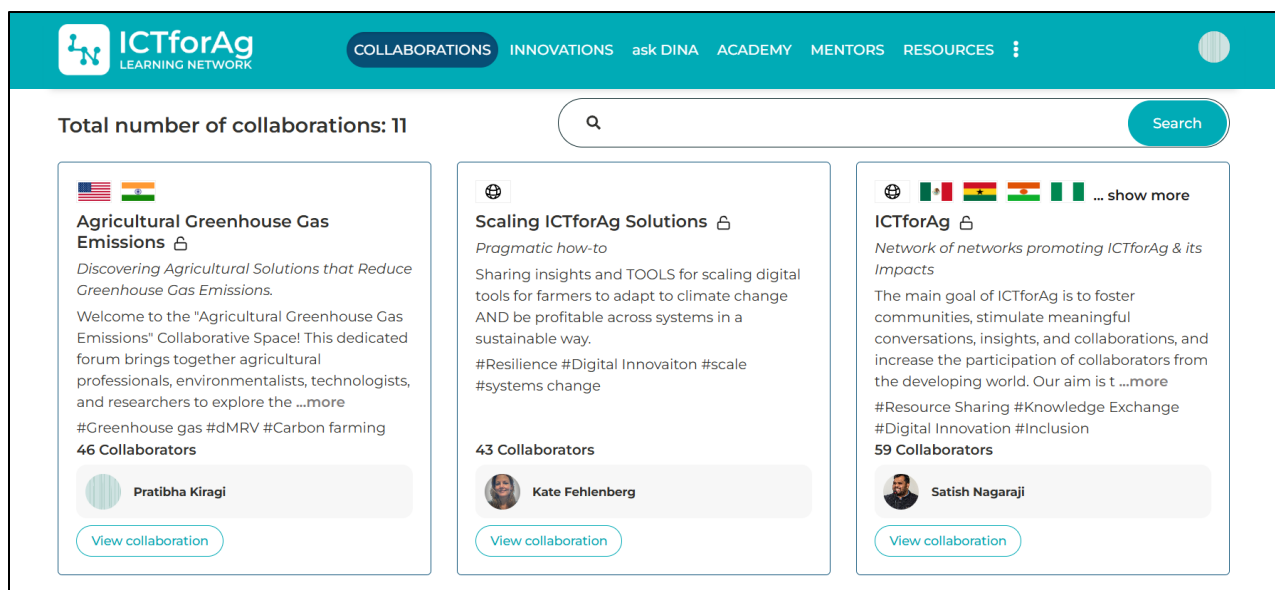 ICTforAg
LEARNING NETWORK
COLLABORATIONS INNOVATIONS ask DINA ACADEMY MENTORS RESOURCES
Total number of collaborations: 11
Search
Agricultural Greenhouse Gas
Emissions
Discovering Agricultural Solutions that Reduce
Greenhouse Gas Emissions.
Welcome to the "Agricultural Greenhouse Gas
Emissions" Collaborative Space! This dedicated
forum brings together agricultural
professionals, environmentalists, technologists,
and researchers to explore the ...more
#Greenhouse gas #dMRV #Carbon farming
46 Collaborators
Pratibha Kiragi
View collaboration
Scaling ICTforAg Solutions
Pragmatic how-to
Sharing insights and TOOLS for scaling digital
tools for farmers to adapt to climate change
AND be profitable across systems in a
sustainable way.
#Resilience #Digital Innovaiton #scale
#systems change
43 Collaborators
Kate Fehlenberg
View collaboration
... show more
ICTforAg
Network of networks promoting ICTforAg & its
Impacts
The main goal of ICTforAg is to foster
communities, stimulate meaningful
conversations, insights, and collaborations, and
increase the participation of collaborators from
the developing world. Our aim is t ...more
#Resource Sharing #Knowledge Exchange
#Digital Innovation #Inclusion
59 Collaborators
Satish Nagaraji
View collaboration